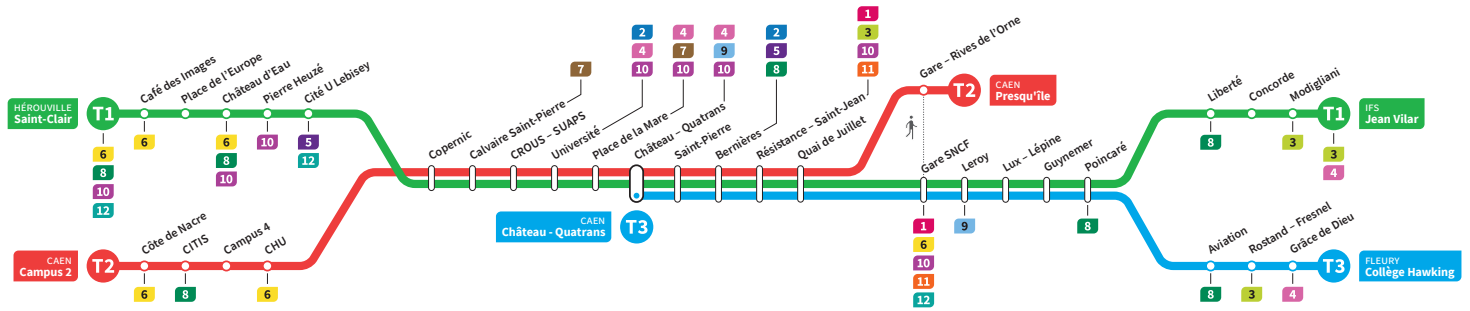 HÉROUVILLE
Saint-Clair
T1
6
8
10
12
Café des Images
6
Place de l'Europe
Château d'Eau
6
8
10
Pierre Heuzé
10
Cité U Lebisey
5
12
CAEN
Campus 2
T2
Côte de Nacre
6
CITIS
8
Campus 4
CHU
6
Copernic
Calvaire Saint-Pierre
7
CROUS – SUAPS
Université
2
4
10
Place de la Mare
4
7
10
Château – Quatrans
4
9
10
CAEN
Château - Quatrans
T3
Saint-Pierre
Bernières
2
5
8
Résistance – Saint-Jean
1
3
10
11
Quai de Juillet
Gare – Rives de l'Orne
T2
CAEN
Presqu'île
Gare SNCF
1
6
10
11
12
Leroy
9
Lux – Lépine
Guynemer
Poincaré
8
Liberté
8
Concorde
Modigliani
3
T1
3
4
IFS
Jean Vilar
Aviation
8
Rostand – Fresnel
3
Grâce de Dieu
4
T3
FLEURY
Collège Hawking